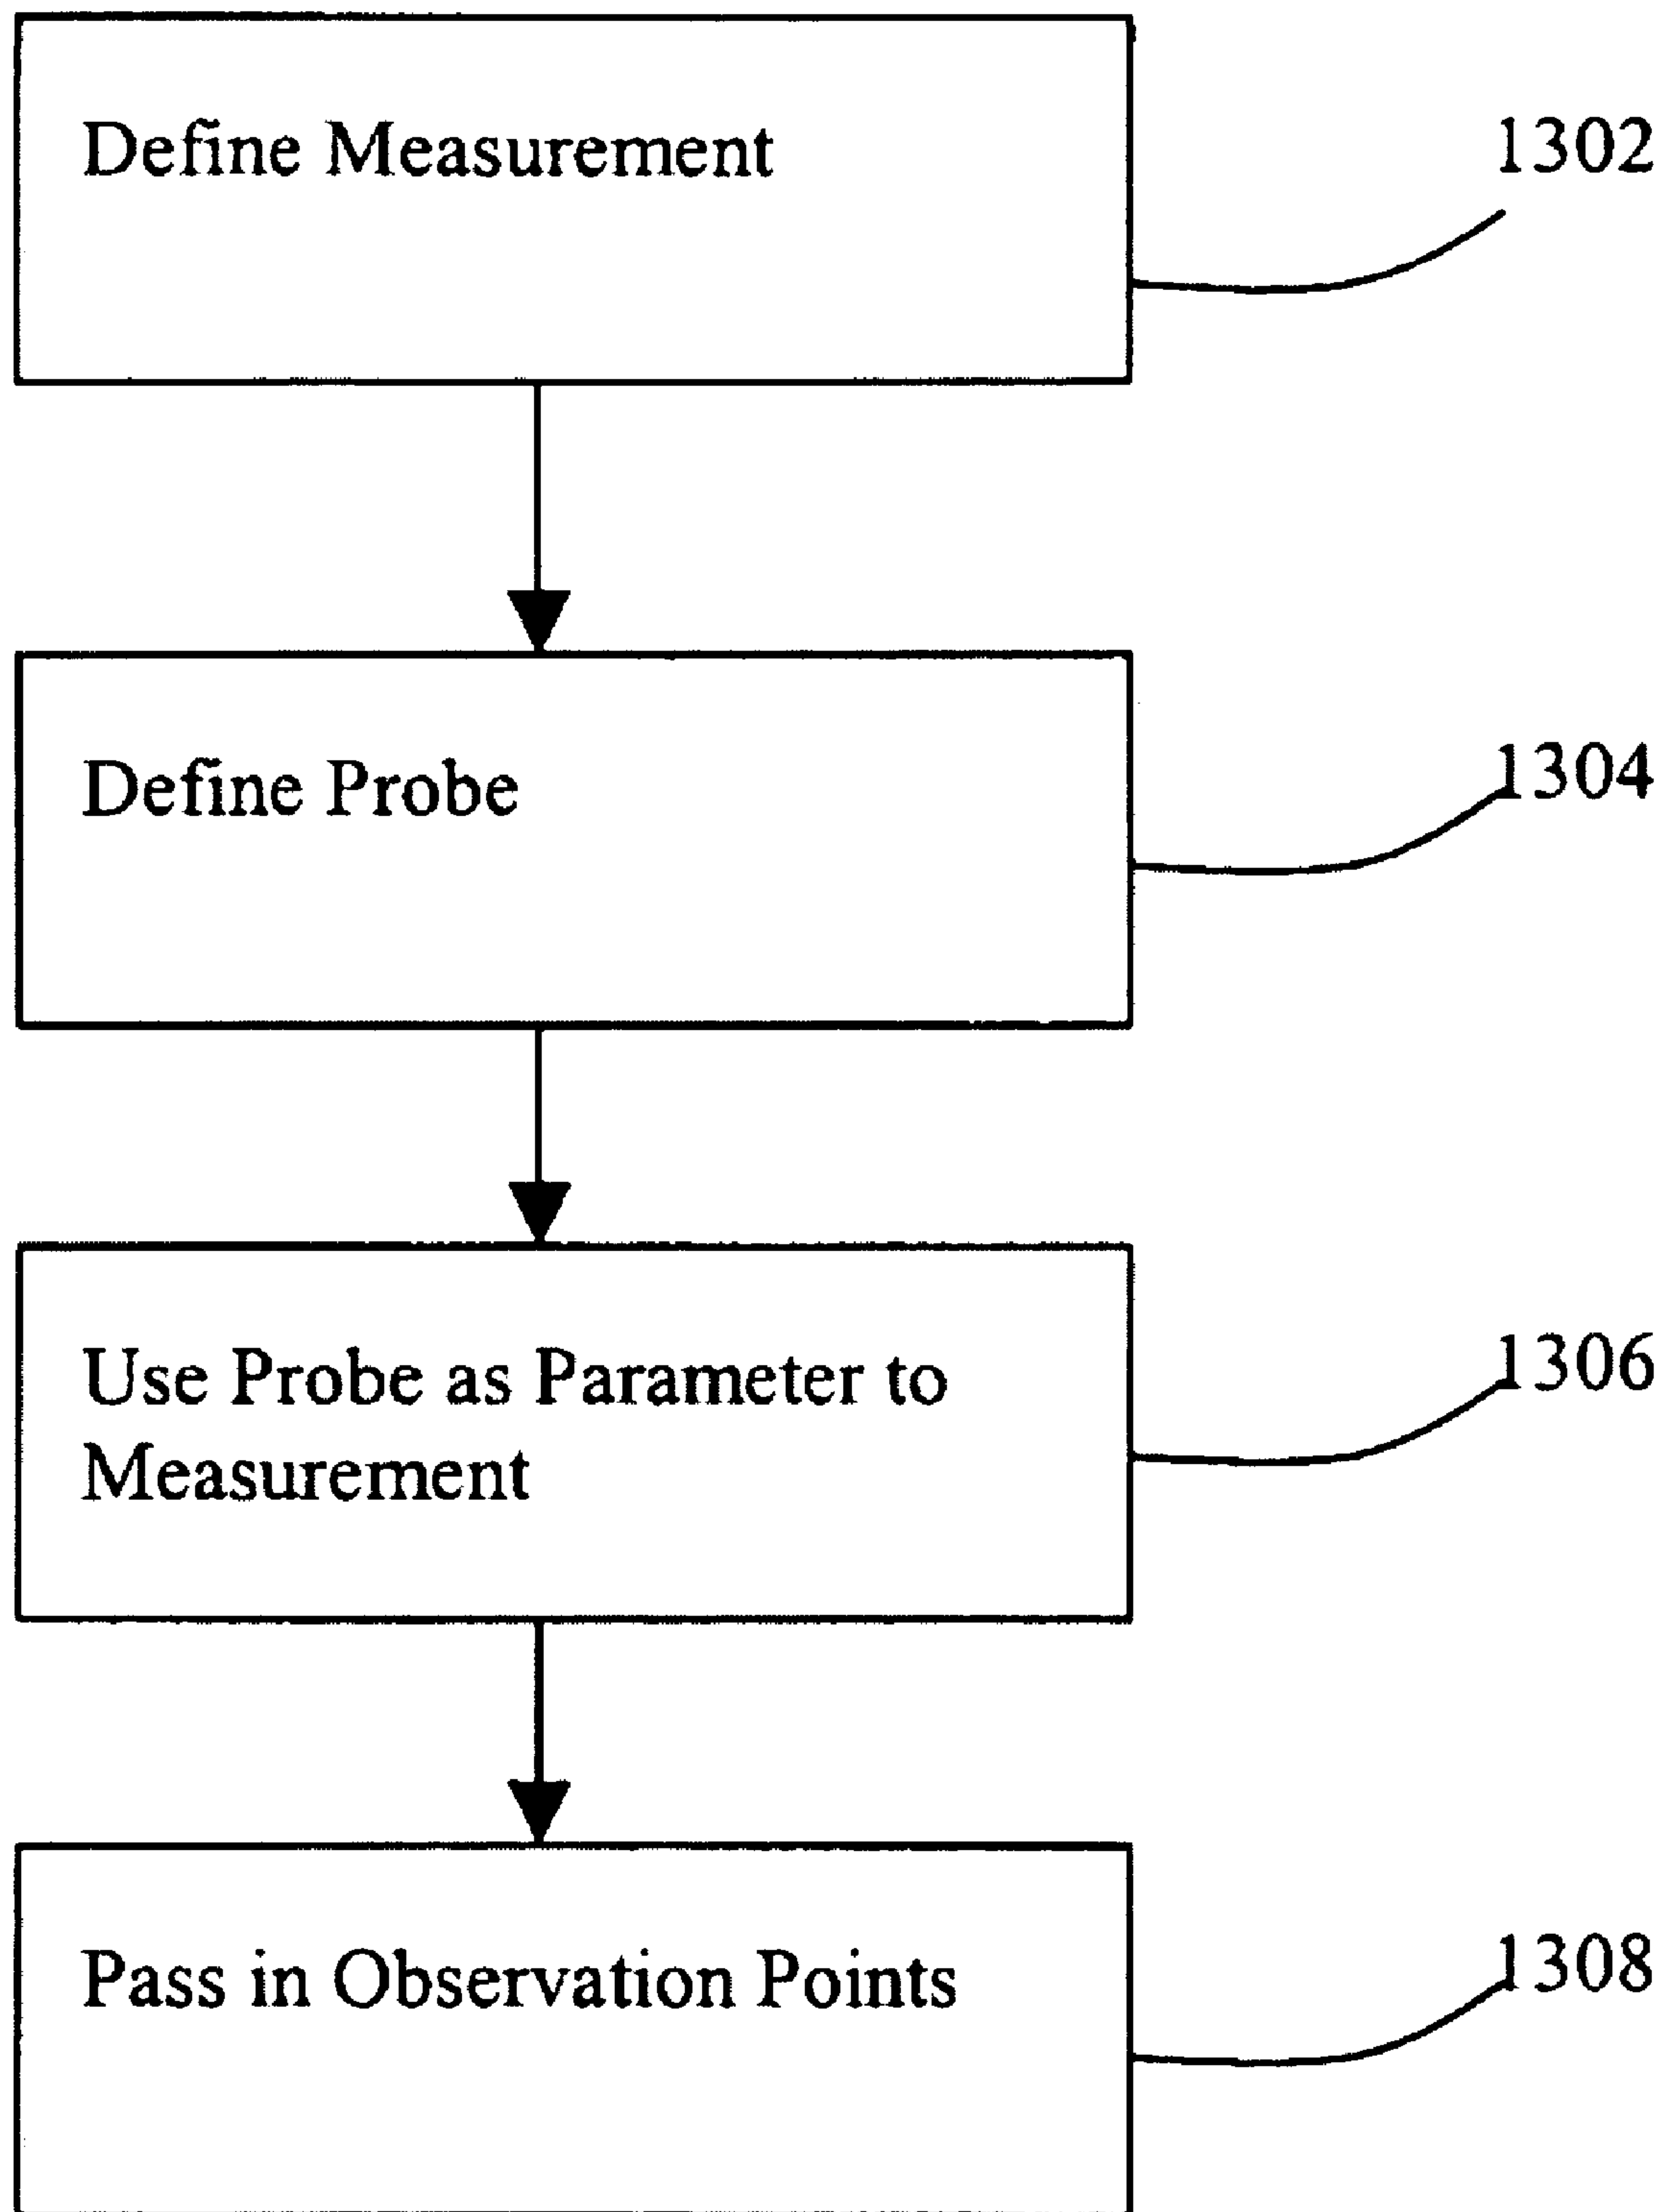 Define Measurement
1302
Define Probe
1304
Use Probe as Parameter to
Measurement
1306
Pass in Observation Points
1308